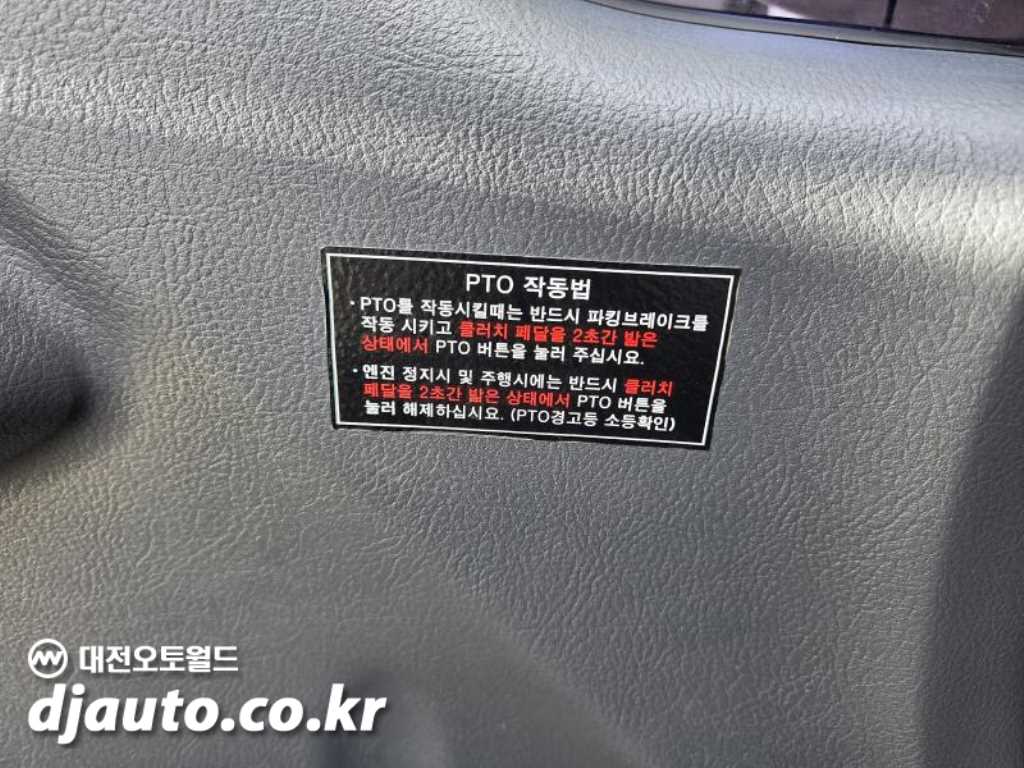 PTO 작동법
· PTO를 작동시킬때는 반드시 파킹브레이크를
작동 시키고 클러치 페달을 2초간 밟은
상태에서 PTO 버튼을 눌러 주십시요.
· 엔진 정지시 및 주행시에는 반드시 클러치
페달을 2초간 밟은 상태에서 PTO 버튼을
눌러 해제하십시요. (PTO경고등 소등확인)
대전오토월드
djauto.co.kr